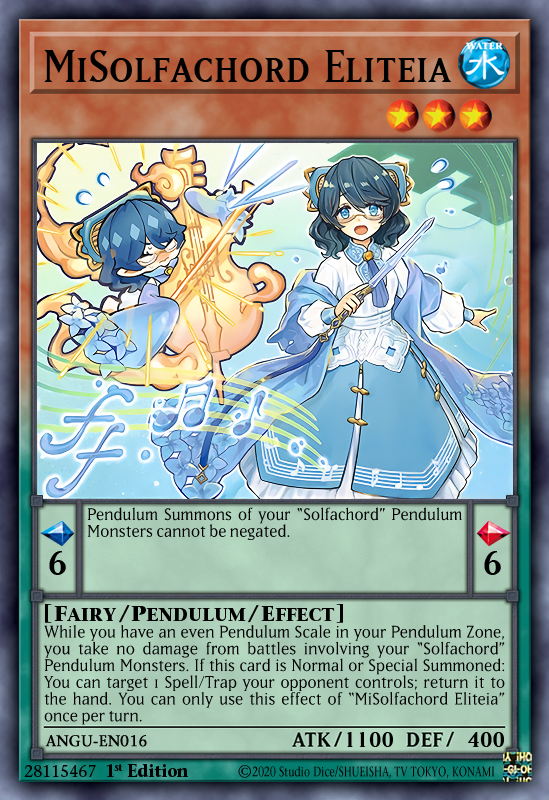 MiSolfachord Eliteia
WATER
水
ff
6
Pendulum Summons of your "Solfachord" Pendulum
Monsters cannot be negated.
6
[Fairy/Pendulum/Effect]
While you have an even Pendulum Scale in your Pendulum Zone,
you take no damage from battles involving your "Solfachord"
Pendulum Monsters. If this card is Normal or Special Summoned:
You can target 1 Spell/Trap your opponent controls; return it to
the hand. You can only use this effect of "MiSolfachord Eliteia"
once per turn.
ANGU-EN016
ATK/1100 DEF/ 400
28115467 1st Edition
©2020 Studio Dice/SHUEISHA, TV TOKYO, KONAMI